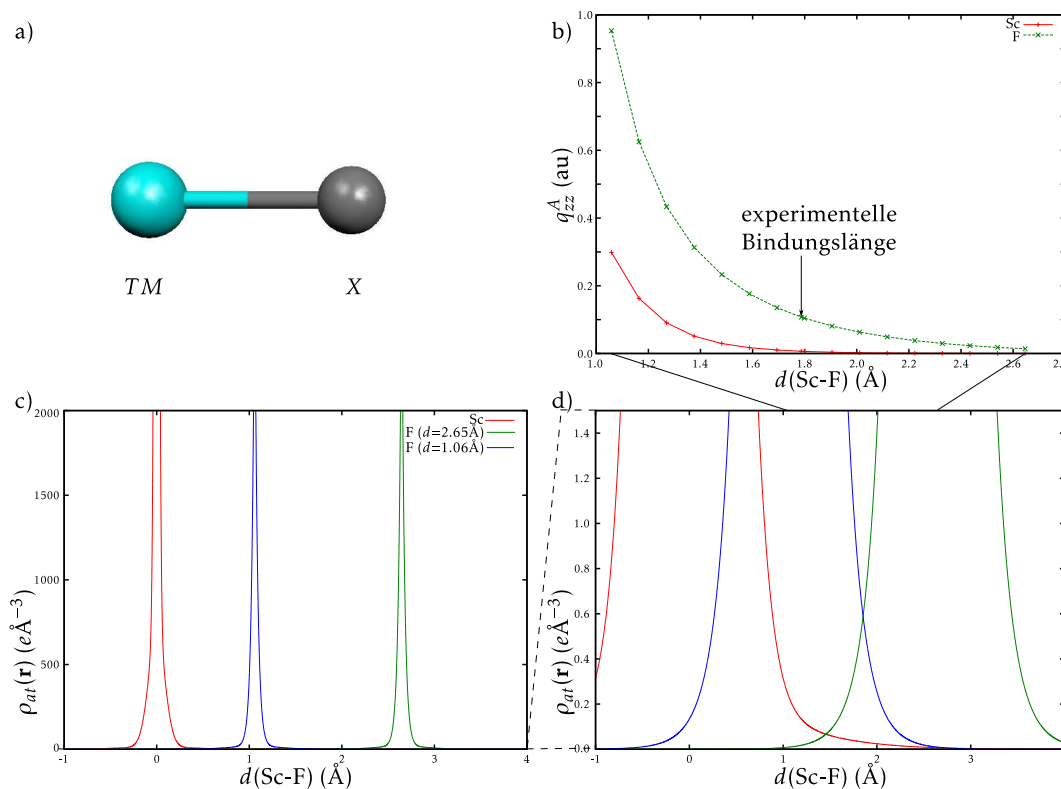 a)
TM
X
b)
1.0
0.8
0.6
0.4
0.2
0.0
q_zz^A (au)
Sc
F
experimentelle
Bindungslänge
1.0 1.2 1.4 1.6 1.8 2.0 2.2 2.4 2.6 2.8
d(Sc-F) (Å)
c)
2000
1500
1000
500
0
ρ_at(r) (eÅ⁻³)
Sc
F (d=2.65Å)
F (d=1.06Å)
-1 0 1 2 3 4
d(Sc-F) (Å)
d)
1.4
1.2
1.0
0.8
0.6
0.4
0.2
0.0
ρ_at(r) (eÅ⁻³)
-1 0 1 2 3
d(Sc-F) (Å)